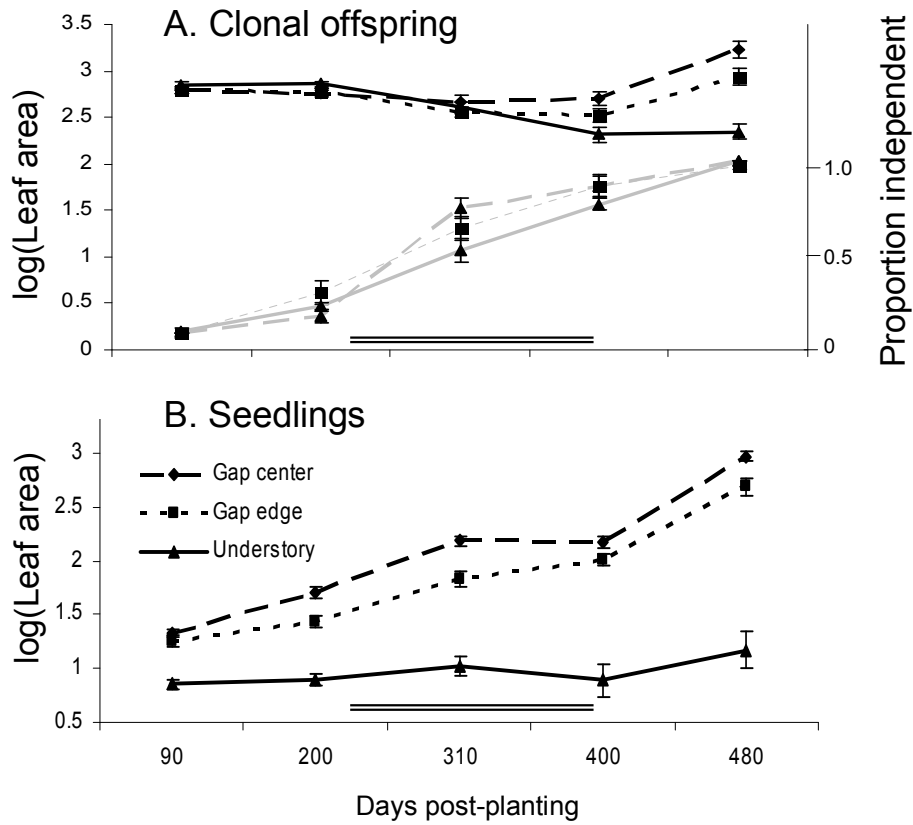 A. Clonal offspring
log(Leaf area)
3.5
3
2.5
2
1.5
1
0.5
0
1.0
0.5
0
Proportion independent
B. Seedlings
log(Leaf area)
3
2.5
2
1.5
1
0.5
Gap center
Gap edge
Understory
90 200 310 400 480
Days post-planting